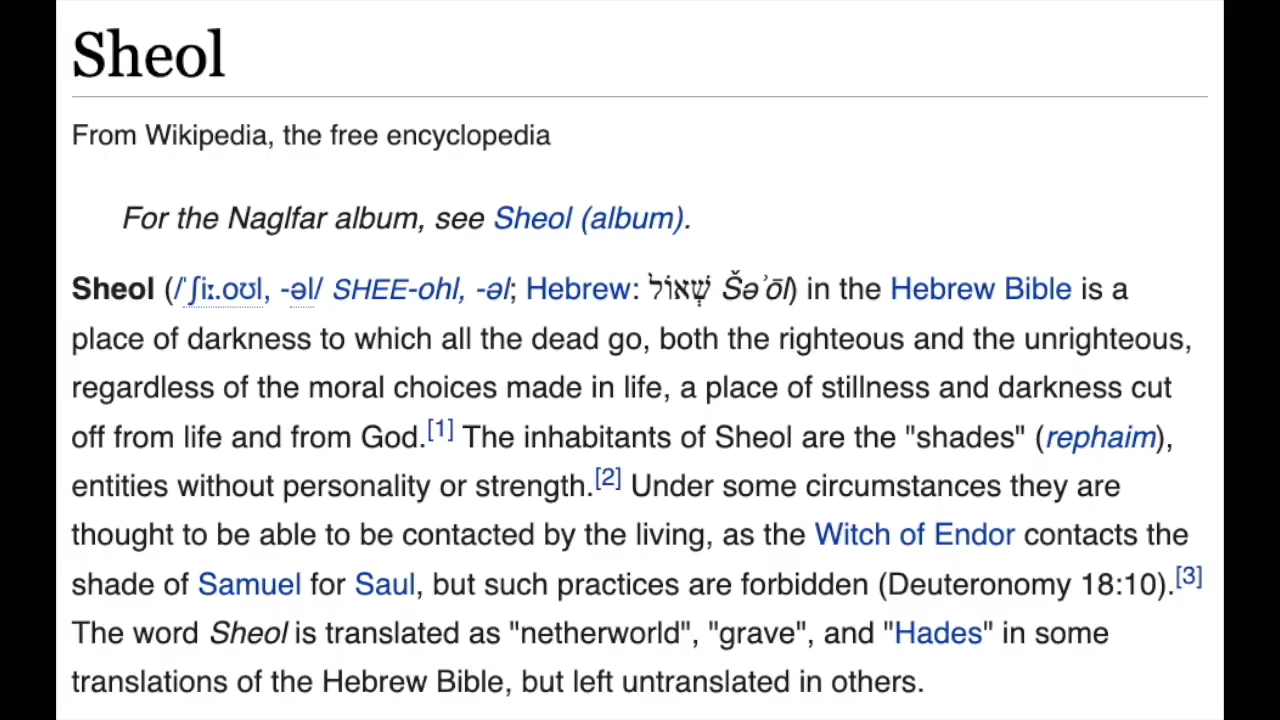 Sheol
From Wikipedia, the free encyclopedia
For the Naglfar album, see Sheol (album).
Sheol (/ˈʃiː.oʊl, -əl/ SHEE-ohl, -əl; Hebrew: שְׁאוֹל Šəʾōl) in the Hebrew Bible is a
place of darkness to which all the dead go, both the righteous and the unrighteous,
regardless of the moral choices made in life, a place of stillness and darkness cut
off from life and from God.[1] The inhabitants of Sheol are the "shades" (rephaim),
entities without personality or strength.[2] Under some circumstances they are
thought to be able to be contacted by the living, as the Witch of Endor contacts the
shade of Samuel for Saul, but such practices are forbidden (Deuteronomy 18:10).[3]
The word Sheol is translated as "netherworld", "grave", and "Hades" in some
translations of the Hebrew Bible, but left untranslated in others.